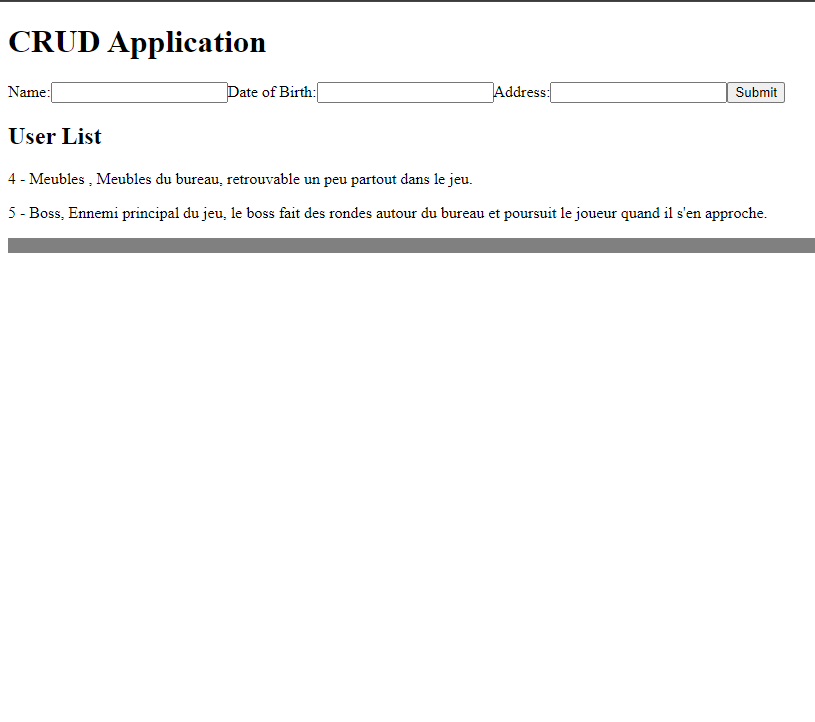 CRUD Application
Name: Date of Birth: Address: Submit
User List
4 - Meubles , Meubles du bureau, retrouvable un peu partout dans le jeu.
5 - Boss, Ennemi principal du jeu, le boss fait des rondes autour du bureau et poursuit le joueur quand il s'en approche.